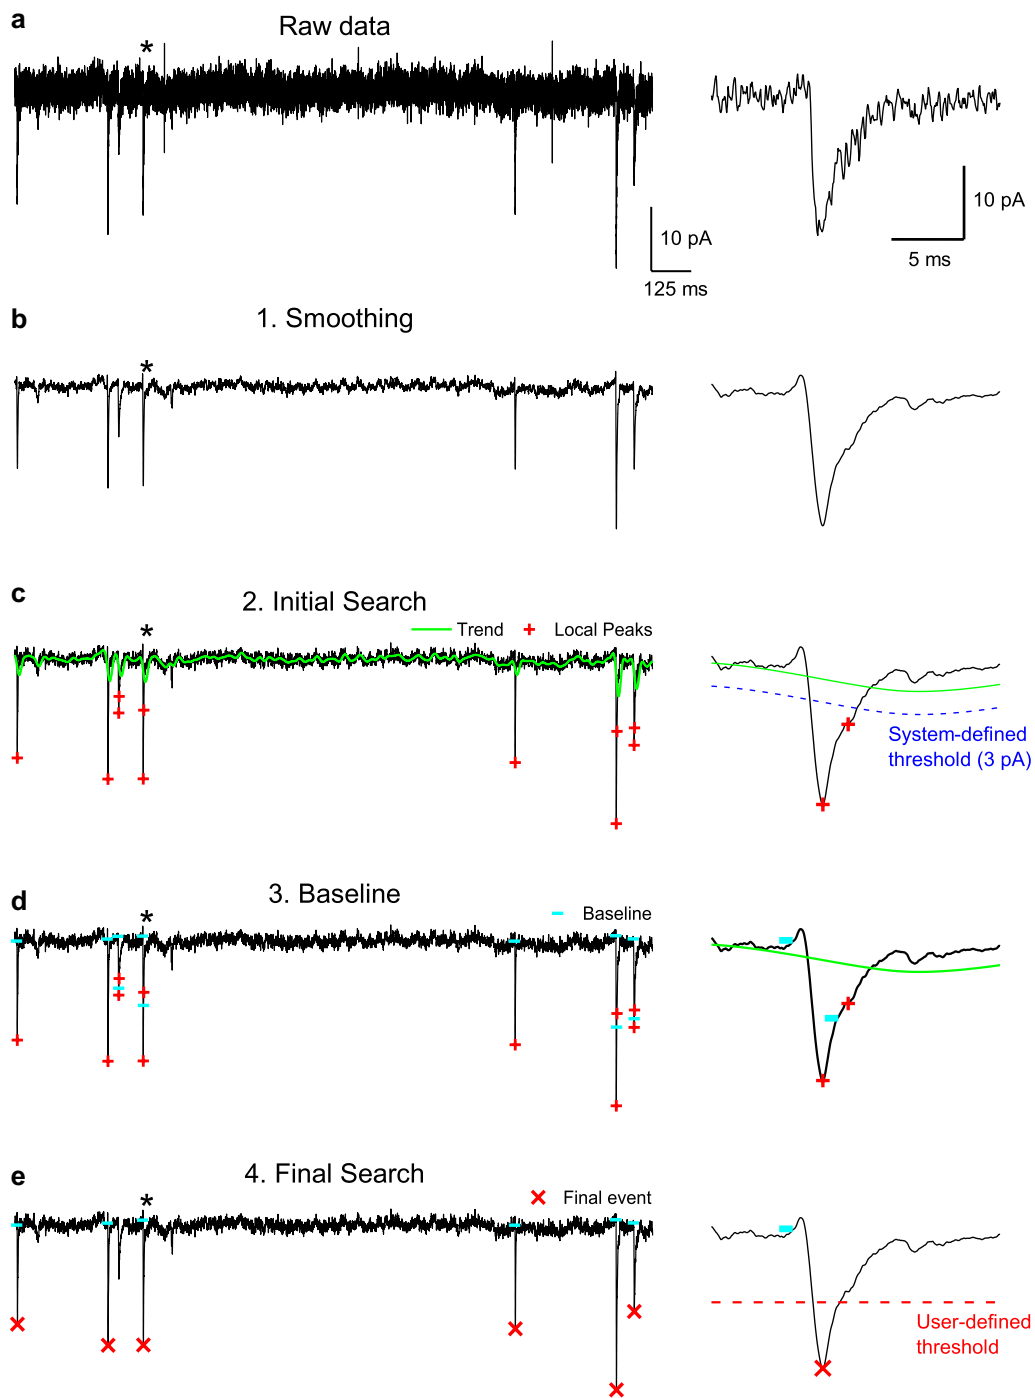 a
Raw data
*
10 pA
125 ms
10 pA
5 ms
b
1. Smoothing
*
c
2. Initial Search
*
Trend
Local Peaks
System-defined
threshold (3 pA)
d
3. Baseline
*
Baseline
e
4. Final Search
*
Final event
User-defined
threshold